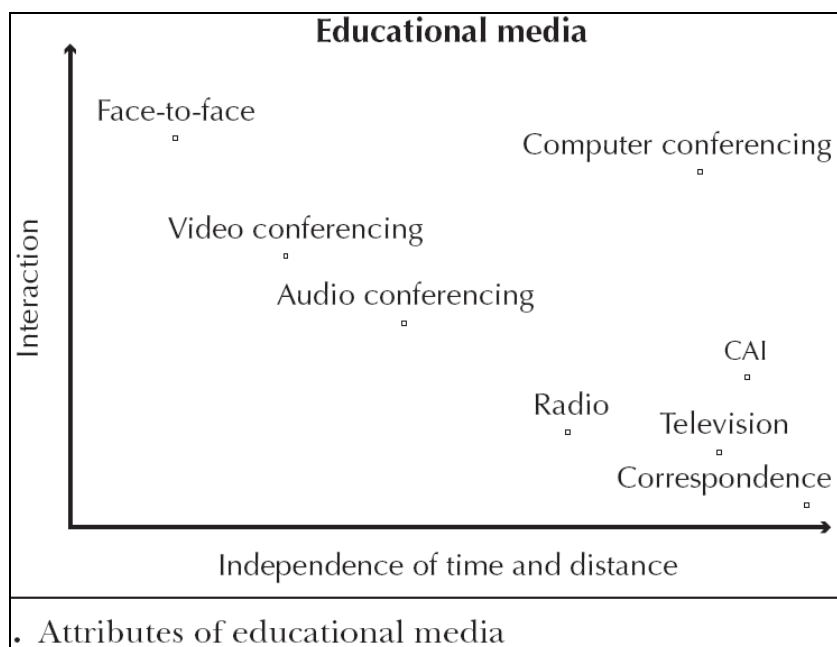 Educational media
Face-to-face
Computer conferencing
Video conferencing
Audio conferencing
Interaction
CAI
Radio
Television
Correspondence
Independence of time and distance
. Attributes of educational media